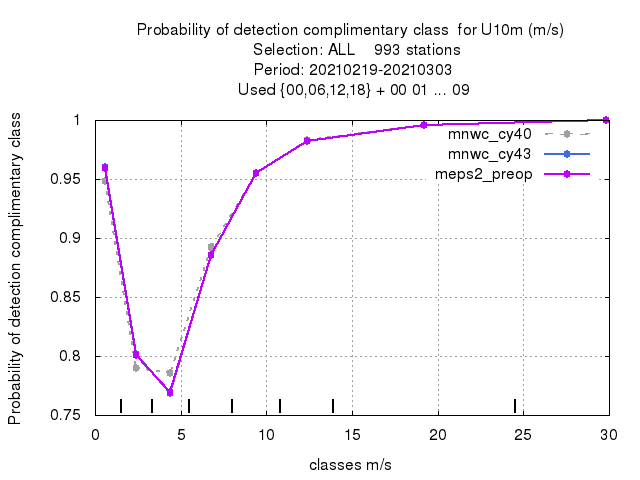 Probability of detection complimentary class  for U10m (m/s)
Selection: ALL    993 stations
Period: 20210219-20210303
Used {00,06,12,18} + 00 01 ... 09
Probability of detection complimentary class
1
0.95
0.9
0.85
0.8
0.75
mnwc_cy40
mnwc_cy43
meps2_preop
0 5 10 15 20 25 30
classes m/s